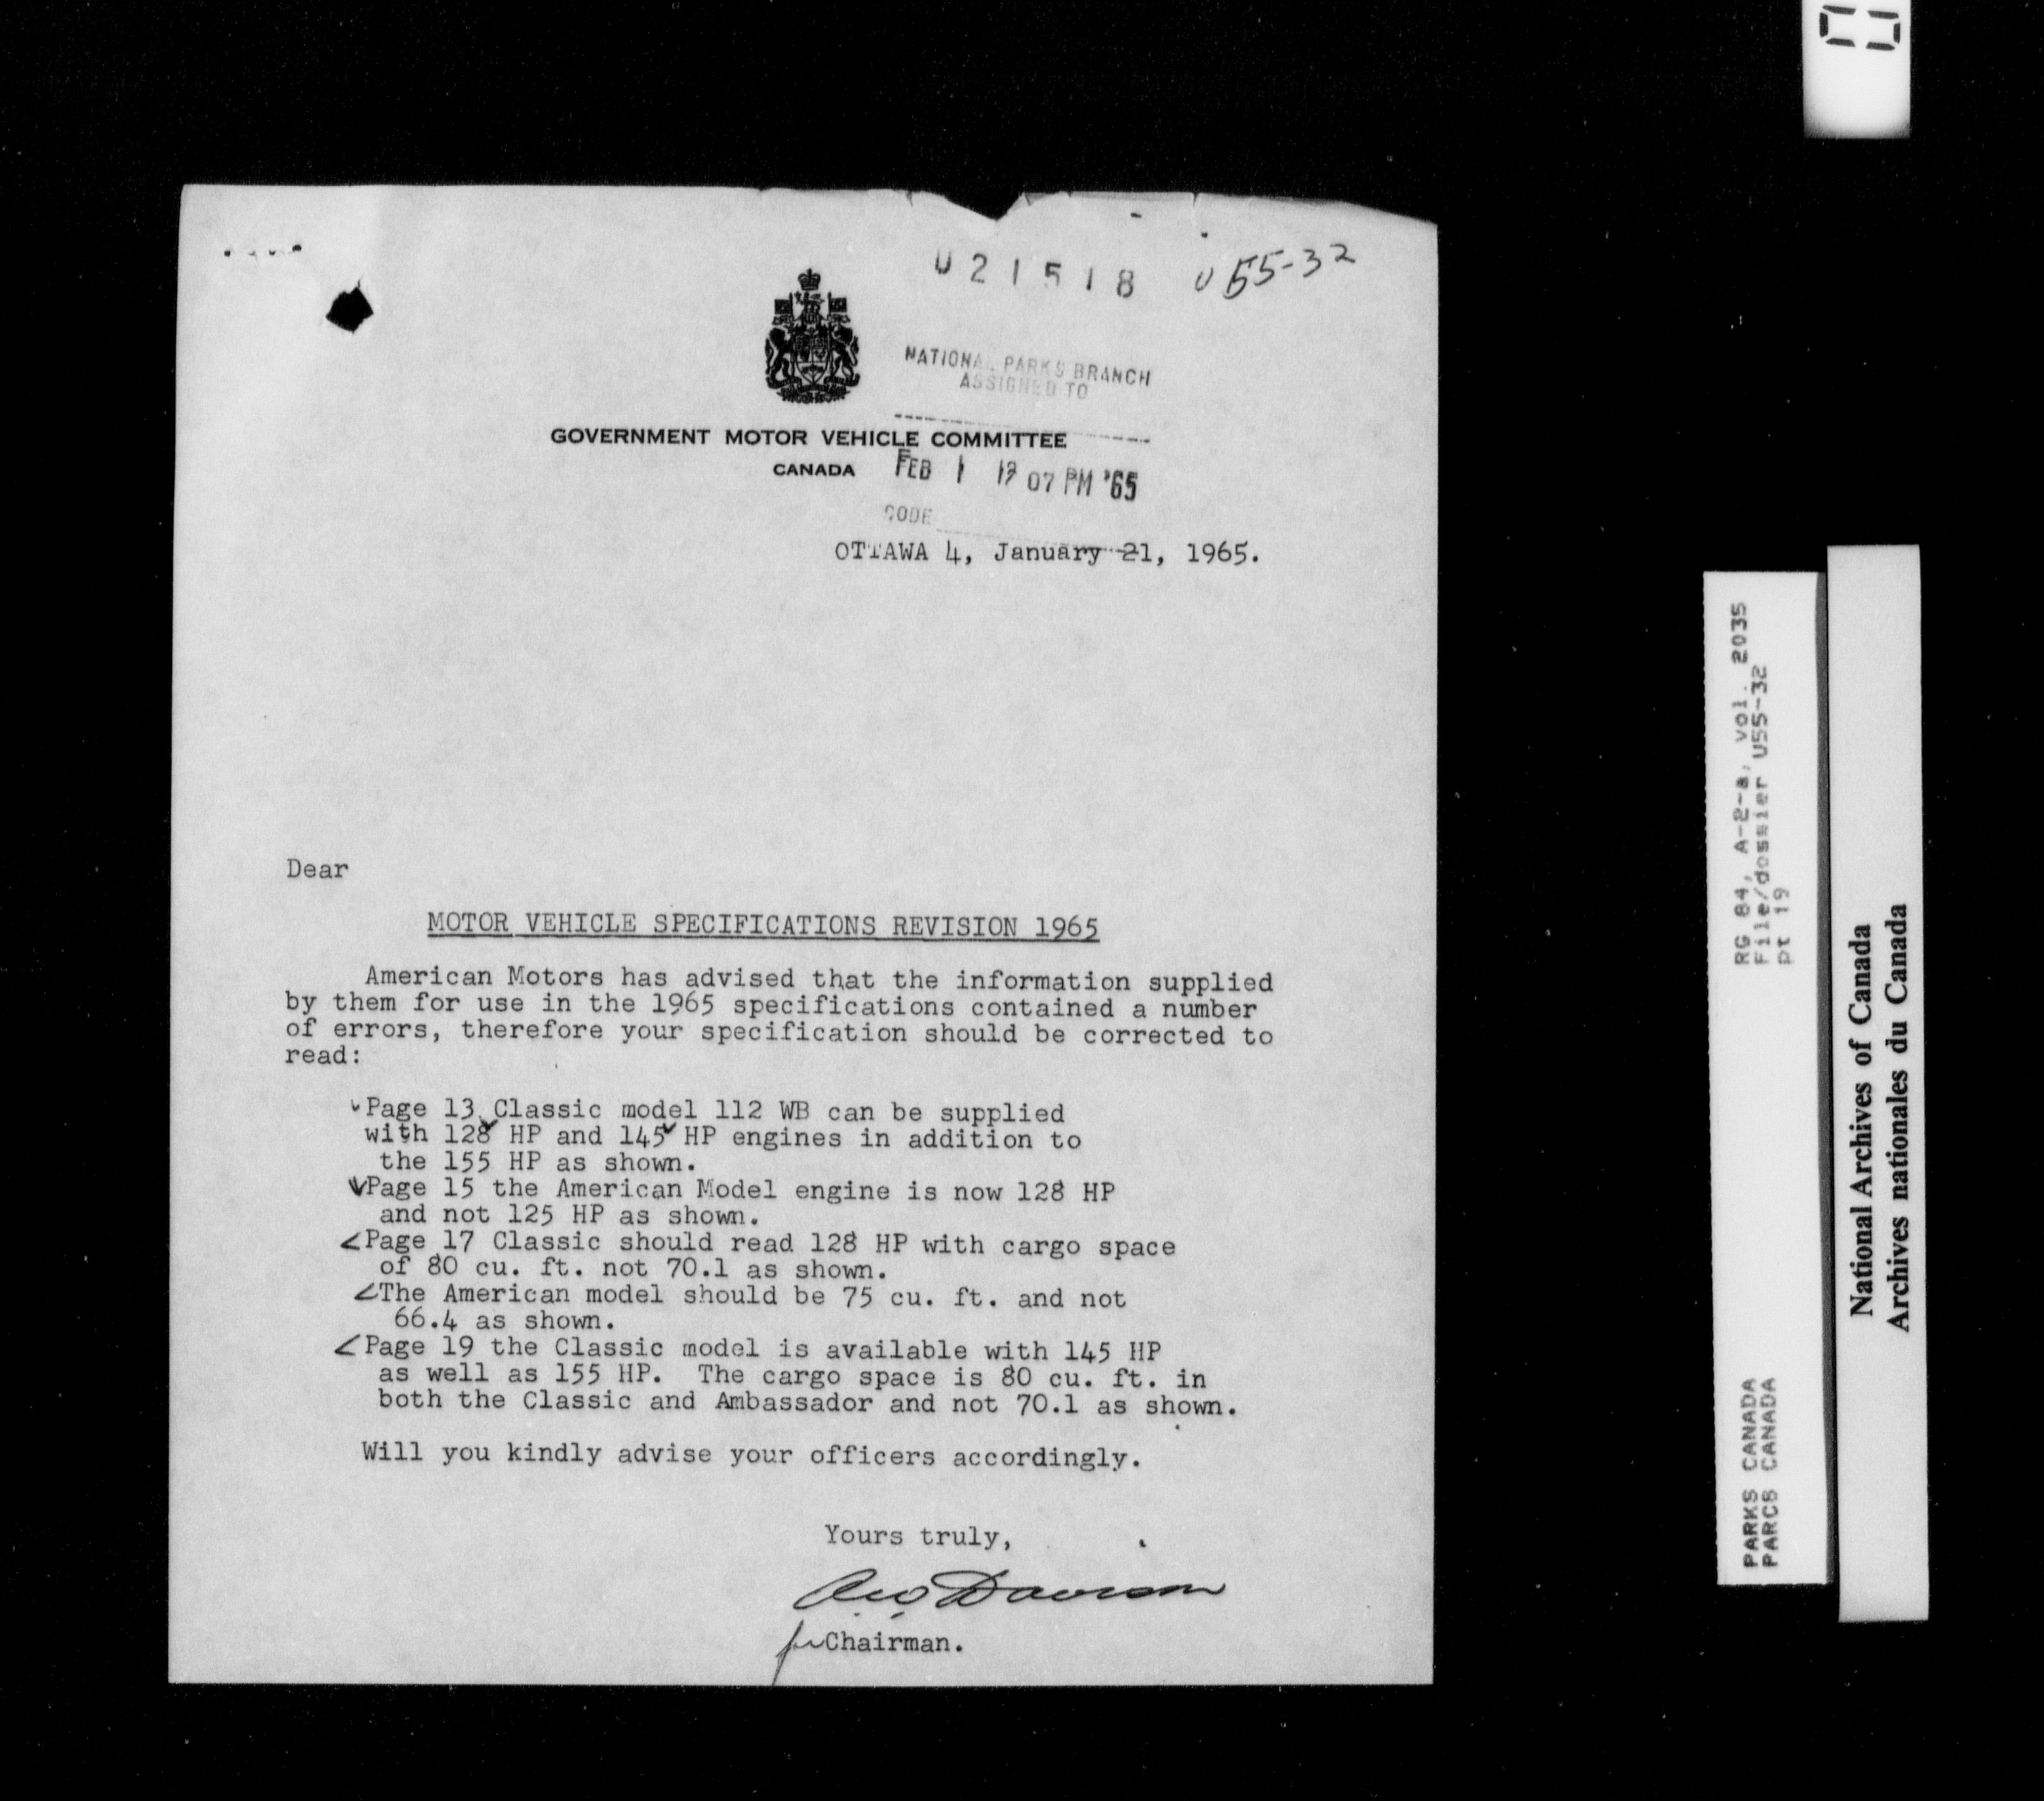 U21518 U55-32
NATIONAL PARKS BRANCH
ASSIGNED TO
GOVERNMENT MOTOR VEHICLE COMMITTEE
CANADA
FEB 1 12 07 PM '65
CODE
OTTAWA 4, January 21, 1965.
Dear
MOTOR VEHICLE SPECIFICATIONS REVISION 1965
American Motors has advised that the information supplied
by them for use in the 1965 specifications contained a number
of errors, therefore your specification should be corrected to
read:
Page 13 Classic model 112 WB can be supplied
with 128 HP and 145 HP engines in addition to
the 155 HP as shown.
Page 15 the American Model engine is now 128 HP
and not 125 HP as shown.
Page 17 Classic should read 128 HP with cargo space
of 80 cu. ft. not 70.1 as shown.
The American model should be 75 cu. ft. and not
66.4 as shown.
Page 19 the Classic model is available with 145 HP
as well as 155 HP. The cargo space is 80 cu. ft. in
both the Classic and Ambassador and not 70.1 as shown.
Will you kindly advise your officers accordingly.
Yours truly,
for Chairman.
RG 84, A-2-a, vol. 2035
File/dossier U55-32
pt 19
PARKS CANADA
PARCS CANADA
National Archives of Canada
Archives nationales du Canada